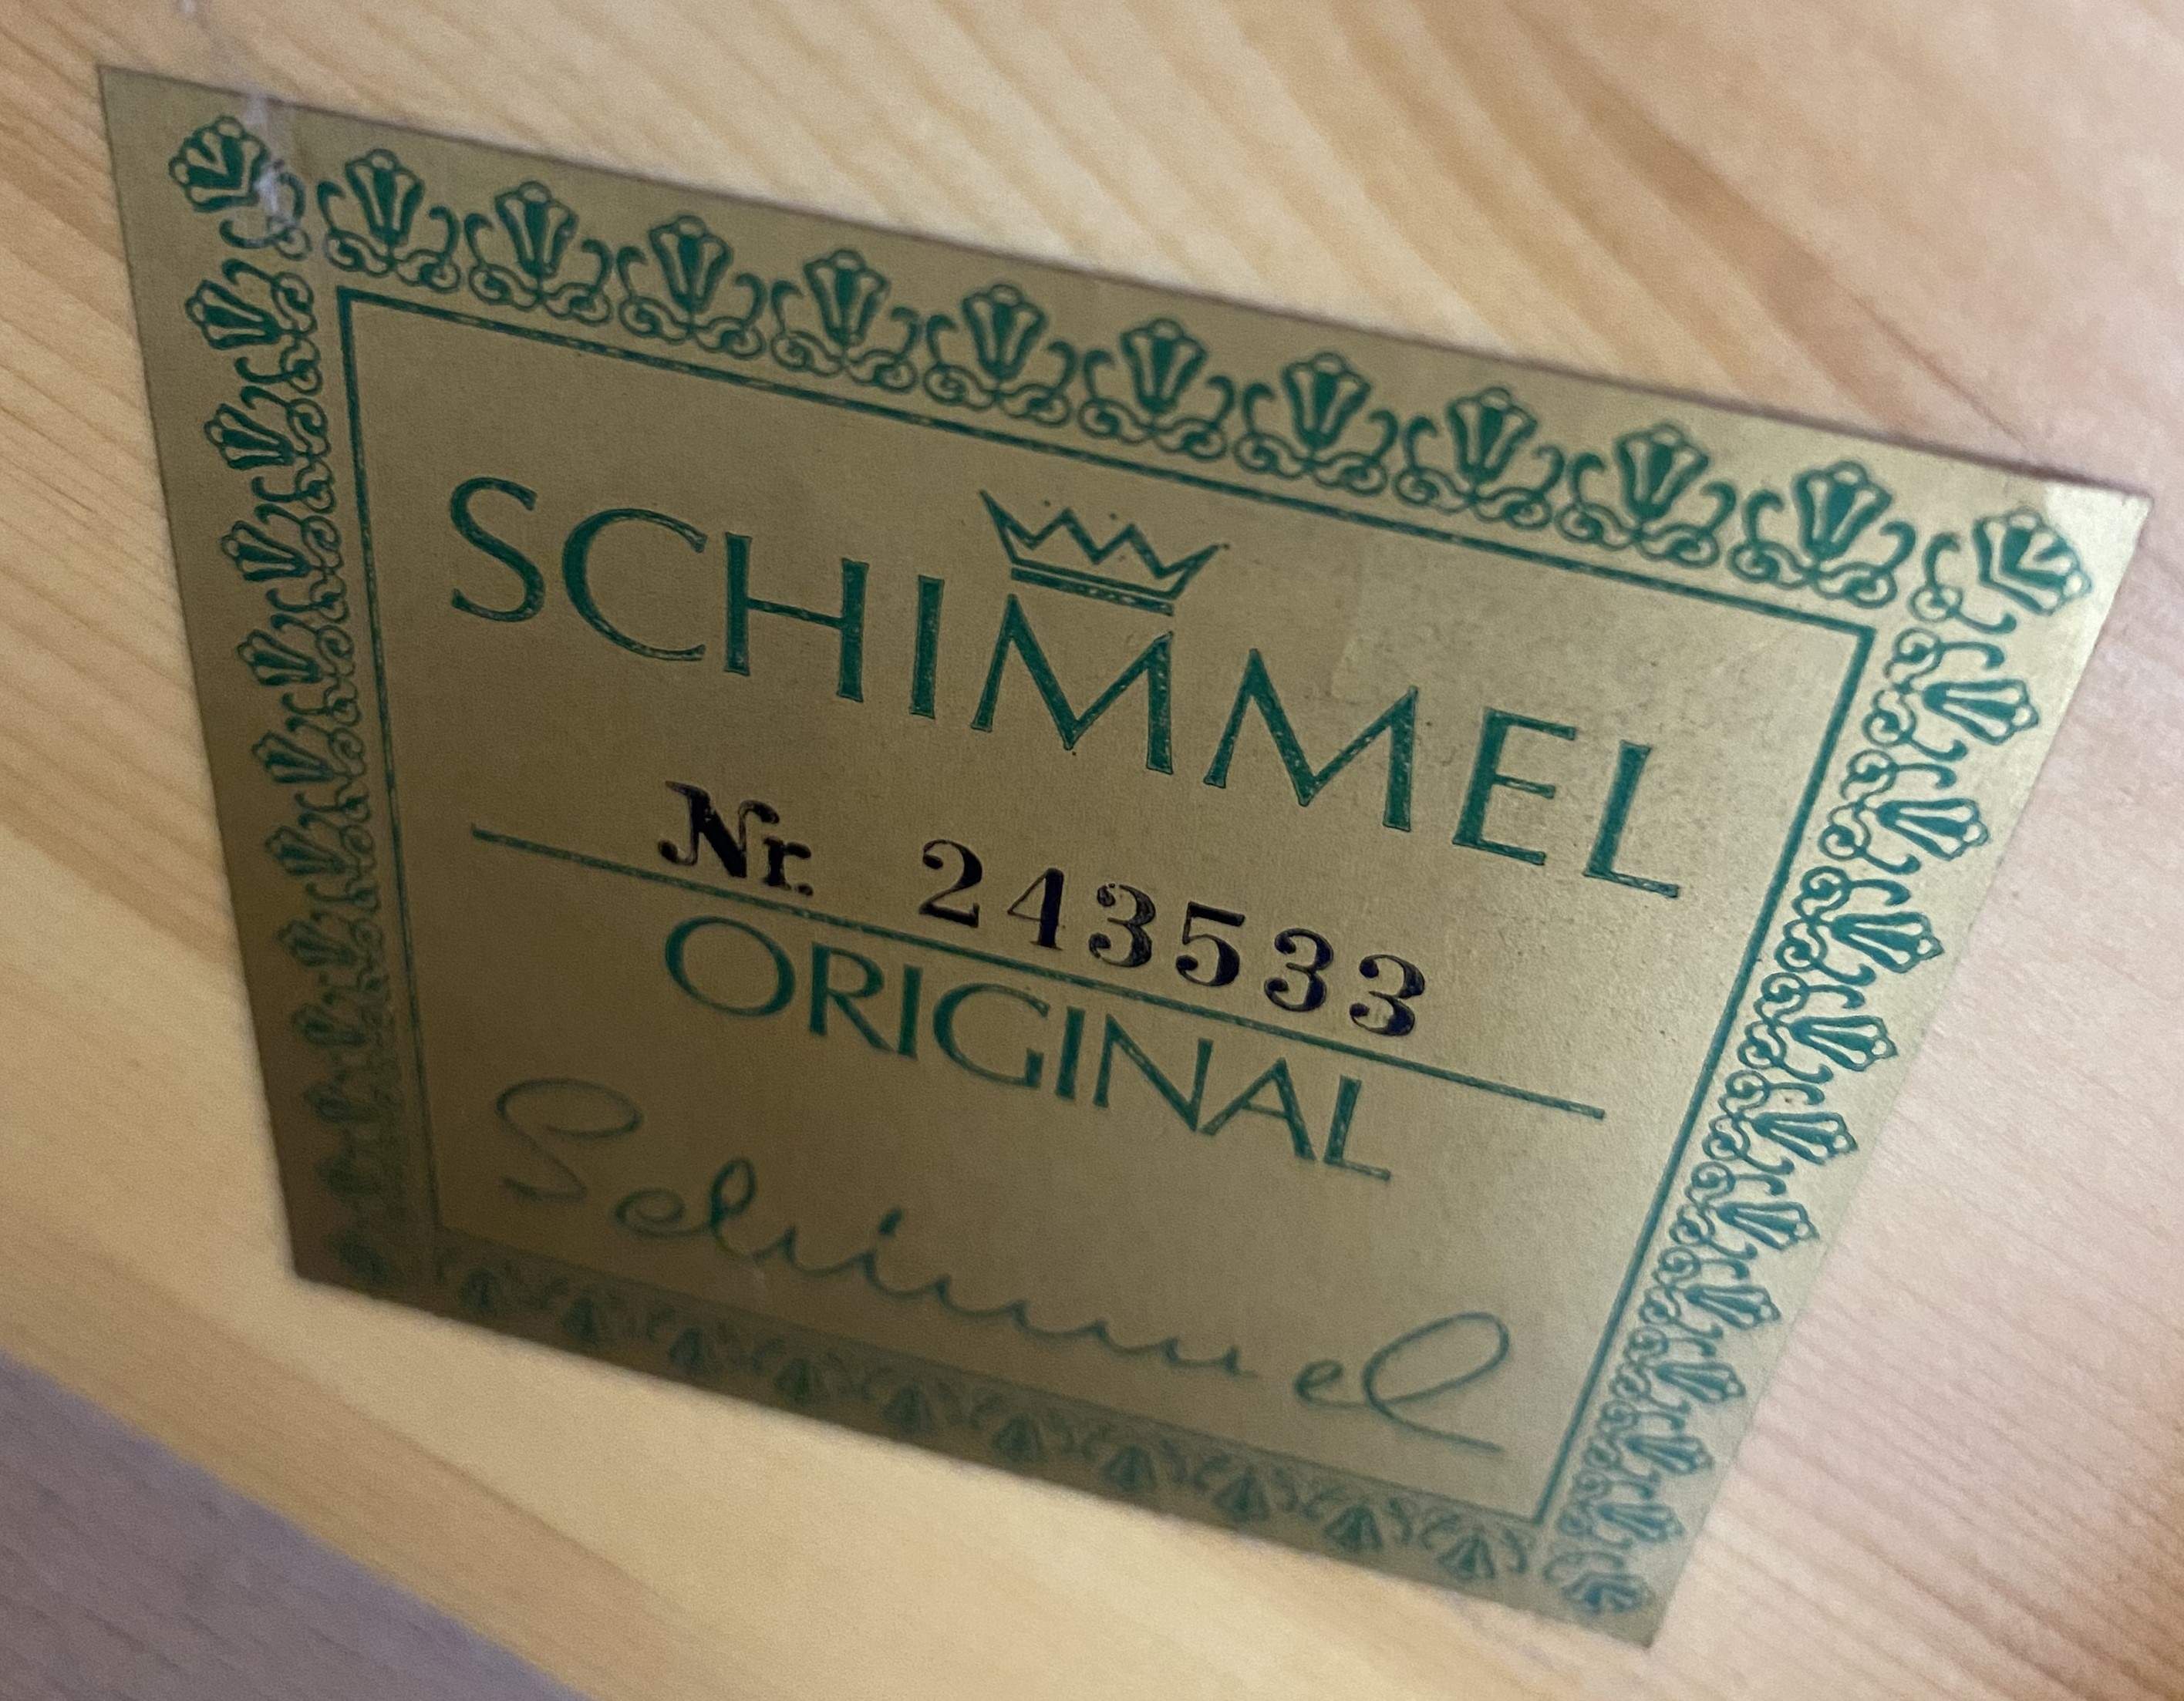 SCHIMMEL
Nr. 243533
ORIGINAL
Schimmel